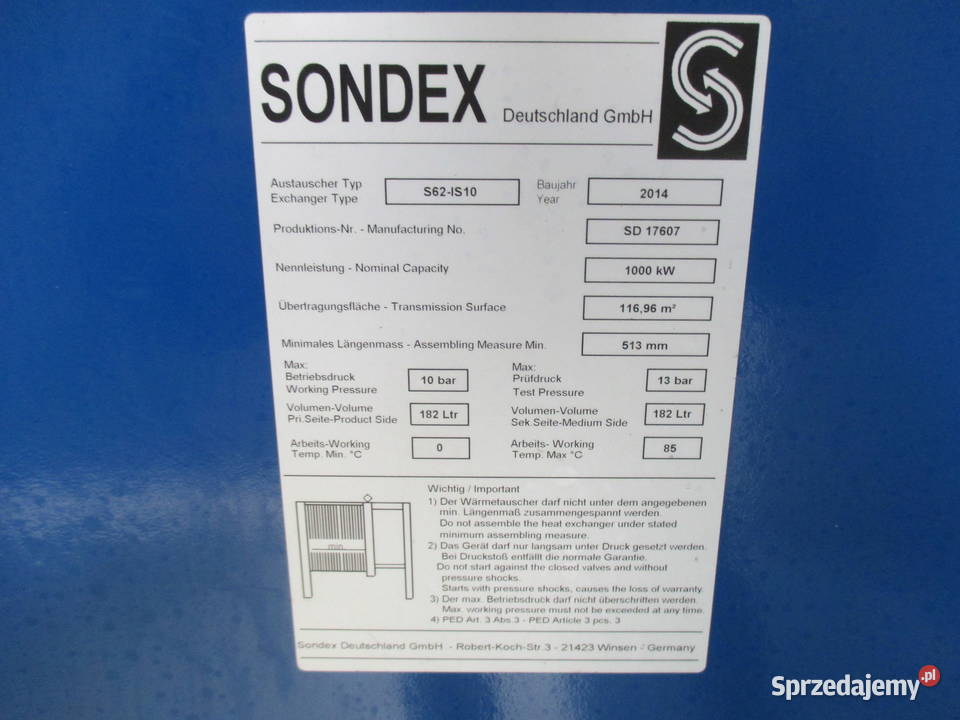 SONDEX Deutschland GmbH
Austauscher Typ
Exchanger Type
S62-IS10
Baujahr
Year
2014
Produktions-Nr. - Manufacturing No.
SD 17607
Nennleistung - Nominal Capacity
1000 kW
Übertragungsfläche - Transmission Surface
116,96 m²
Minimales Längenmass - Assembling Measure Min.
513 mm
Max:
Betriebsdruck
Working Pressure
10 bar
Max:
Prüfdruck
Test Pressure
13 bar
Volumen-Volume
Pri.Seite-Product Side
182 Ltr
Volumen-Volume
Sek.Seite-Medium Side
182 Ltr
Arbeits-Working
Temp. Min. °C
0
Arbeits- Working
Temp. Max °C
85
min.
Wichtig / Important
1) Der Wärmetauscher darf nicht unter dem angegebenen
min. Längenmaß zusammengespannt werden.
Do not assemble the heat exchanger under stated
minimum assembling measure.
2) Das Gerät darf nur langsam unter Druck gesetzt werden.
Bei Druckstoß entfällt die normale Garantie.
Do not start against the closed valves and without
pressure shocks.
Starts with pressure shocks, causes the loss of warranty.
3) Der max. Betriebsdruck darf nicht überschritten werden.
Max. working pressure must not be exceeded at any time.
4) PED Art. 3 Abs.3 - PED Article 3 pcs. 3
Sondex Deutschland GmbH - Robert-Koch-Str.3 - 21423 Winsen - Germany
Sprzedajemy.pl